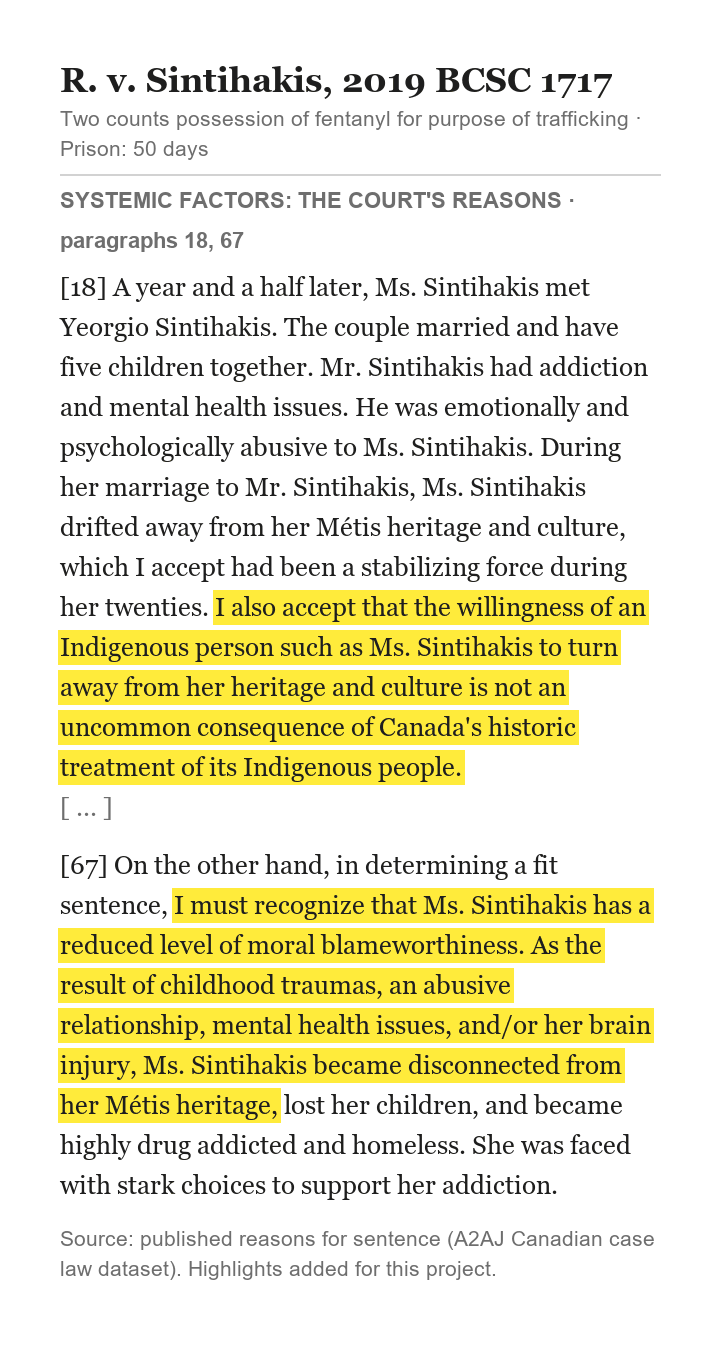 R. v. Sintihakis, 2019 BCSC 1717
Two counts possession of fentanyl for purpose of trafficking ·
Prison: 50 days
SYSTEMIC FACTORS: THE COURT'S REASONS ·
paragraphs 18, 67
[18] A year and a half later, Ms. Sintihakis met
Yeorgio Sintihakis. The couple married and have
five children together. Mr. Sintihakis had addiction
and mental health issues. He was emotionally and
psychologically abusive to Ms. Sintihakis. During
her marriage to Mr. Sintihakis, Ms. Sintihakis
drifted away from her Métis heritage and culture,
which I accept had been a stabilizing force during
her twenties. I also accept that the willingness of an
Indigenous person such as Ms. Sintihakis to turn
away from her heritage and culture is not an
uncommon consequence of Canada's historic
treatment of its Indigenous people.
[ ... ]
[67] On the other hand, in determining a fit
sentence, I must recognize that Ms. Sintihakis has a
reduced level of moral blameworthiness. As the
result of childhood traumas, an abusive
relationship, mental health issues, and/or her brain
injury, Ms. Sintihakis became disconnected from
her Métis heritage, lost her children, and became
highly drug addicted and homeless. She was faced
with stark choices to support her addiction.
Source: published reasons for sentence (A2AJ Canadian case
law dataset). Highlights added for this project.